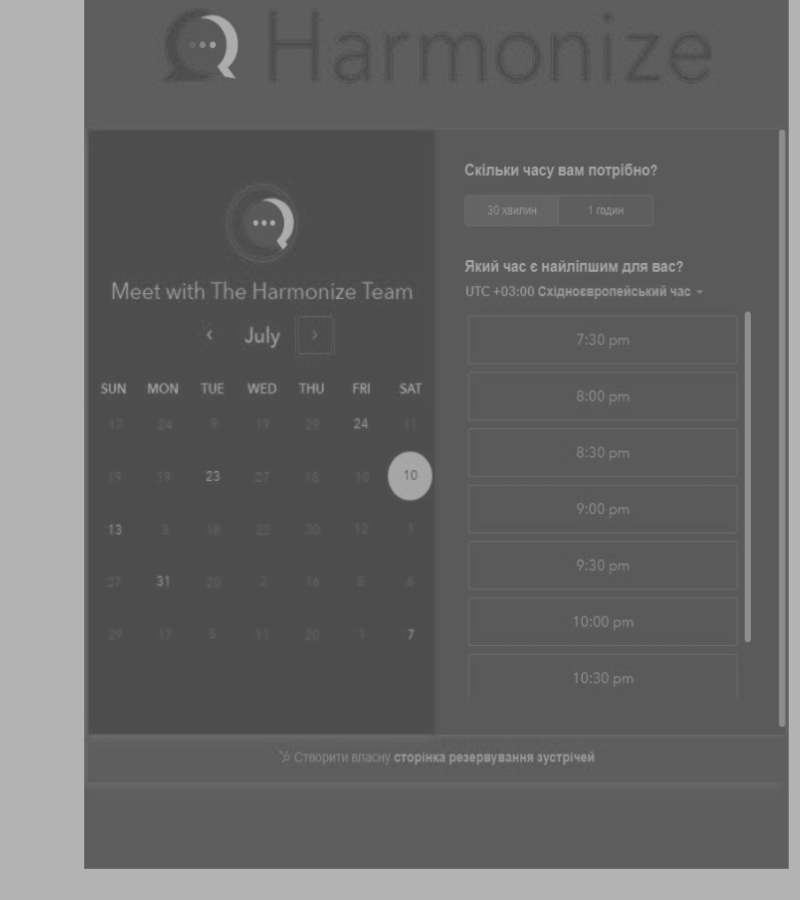 Harmonize
Meet with The Harmonize Team
July
SUN MON TUE WED THU FRI SAT
17 24 9 19 29 24 11
19 19 23 27 18 10 10
13 3 18 22 30 12 1
27 31 20 2 16 5 6
29 17 5 11 20 1 7
Скільки часу вам потрібно?
30 хвилин 1 годин
Який час є найліпшим для вас?
UTC +03:00 Східноєвропейський час
7:30 pm
8:00 pm
8:30 pm
9:00 pm
9:30 pm
10:00 pm
10:30 pm
Створити власну сторінка резервування зустрічей